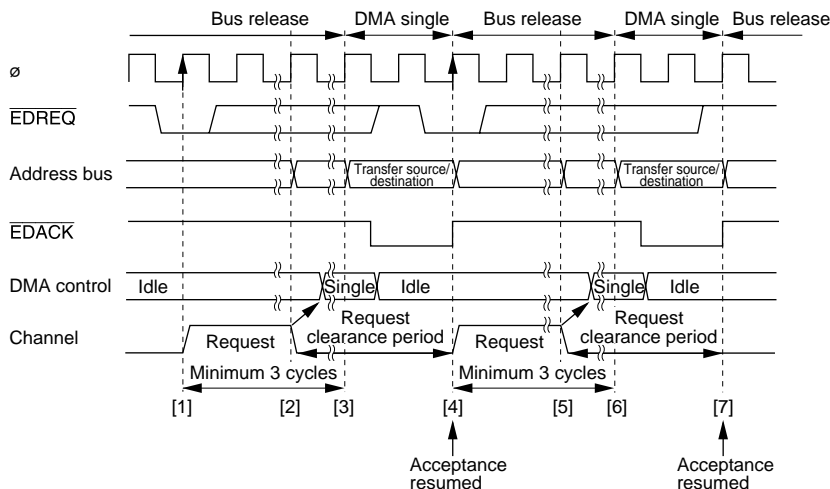 Bus release DMA single Bus release DMA single Bus release
ø
EDREQ
Address bus Transfer source/ destination Transfer source/ destination
EDACK
DMA control Idle Single Idle Single Idle
Channel Request Request clearance period Request Request clearance period
Minimum 3 cycles Minimum 3 cycles
[1] [2] [3] [4] [5] [6] [7]
Acceptance resumed Acceptance resumed